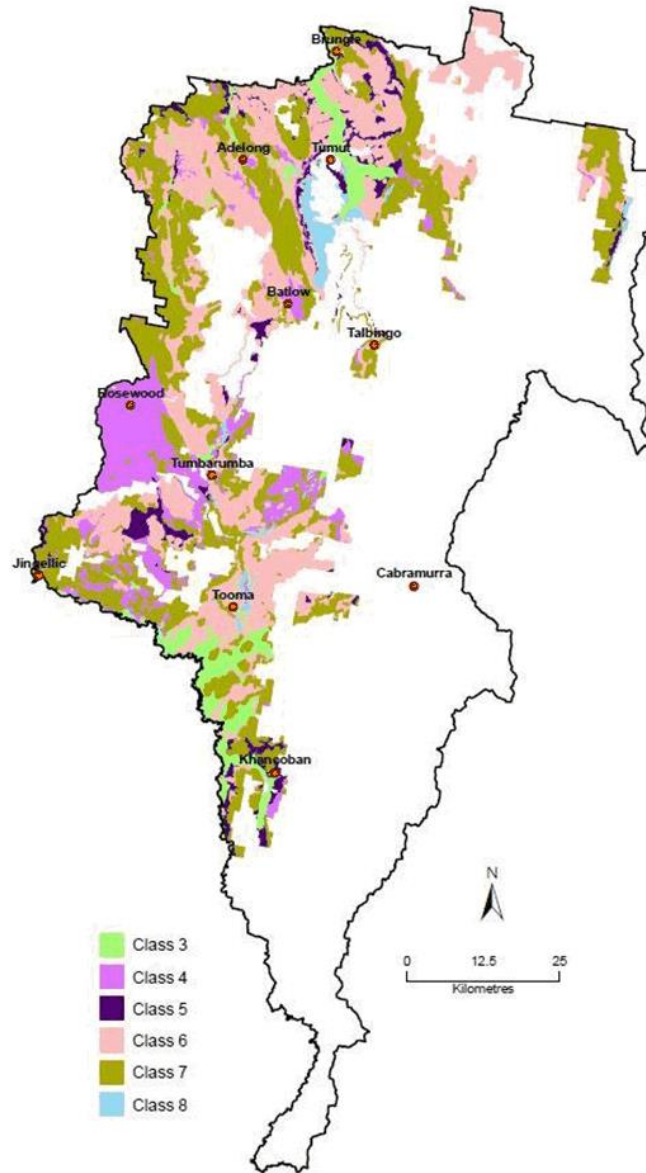 Brungle
Adelong
Tumut
Batlow
Talbingo
Rosewood
Tumbarumba
Jingellic
Cabramurra
Tooma
Khancoban
N
0 12.5 25
Kilometres
Class 3
Class 4
Class 5
Class 6
Class 7
Class 8